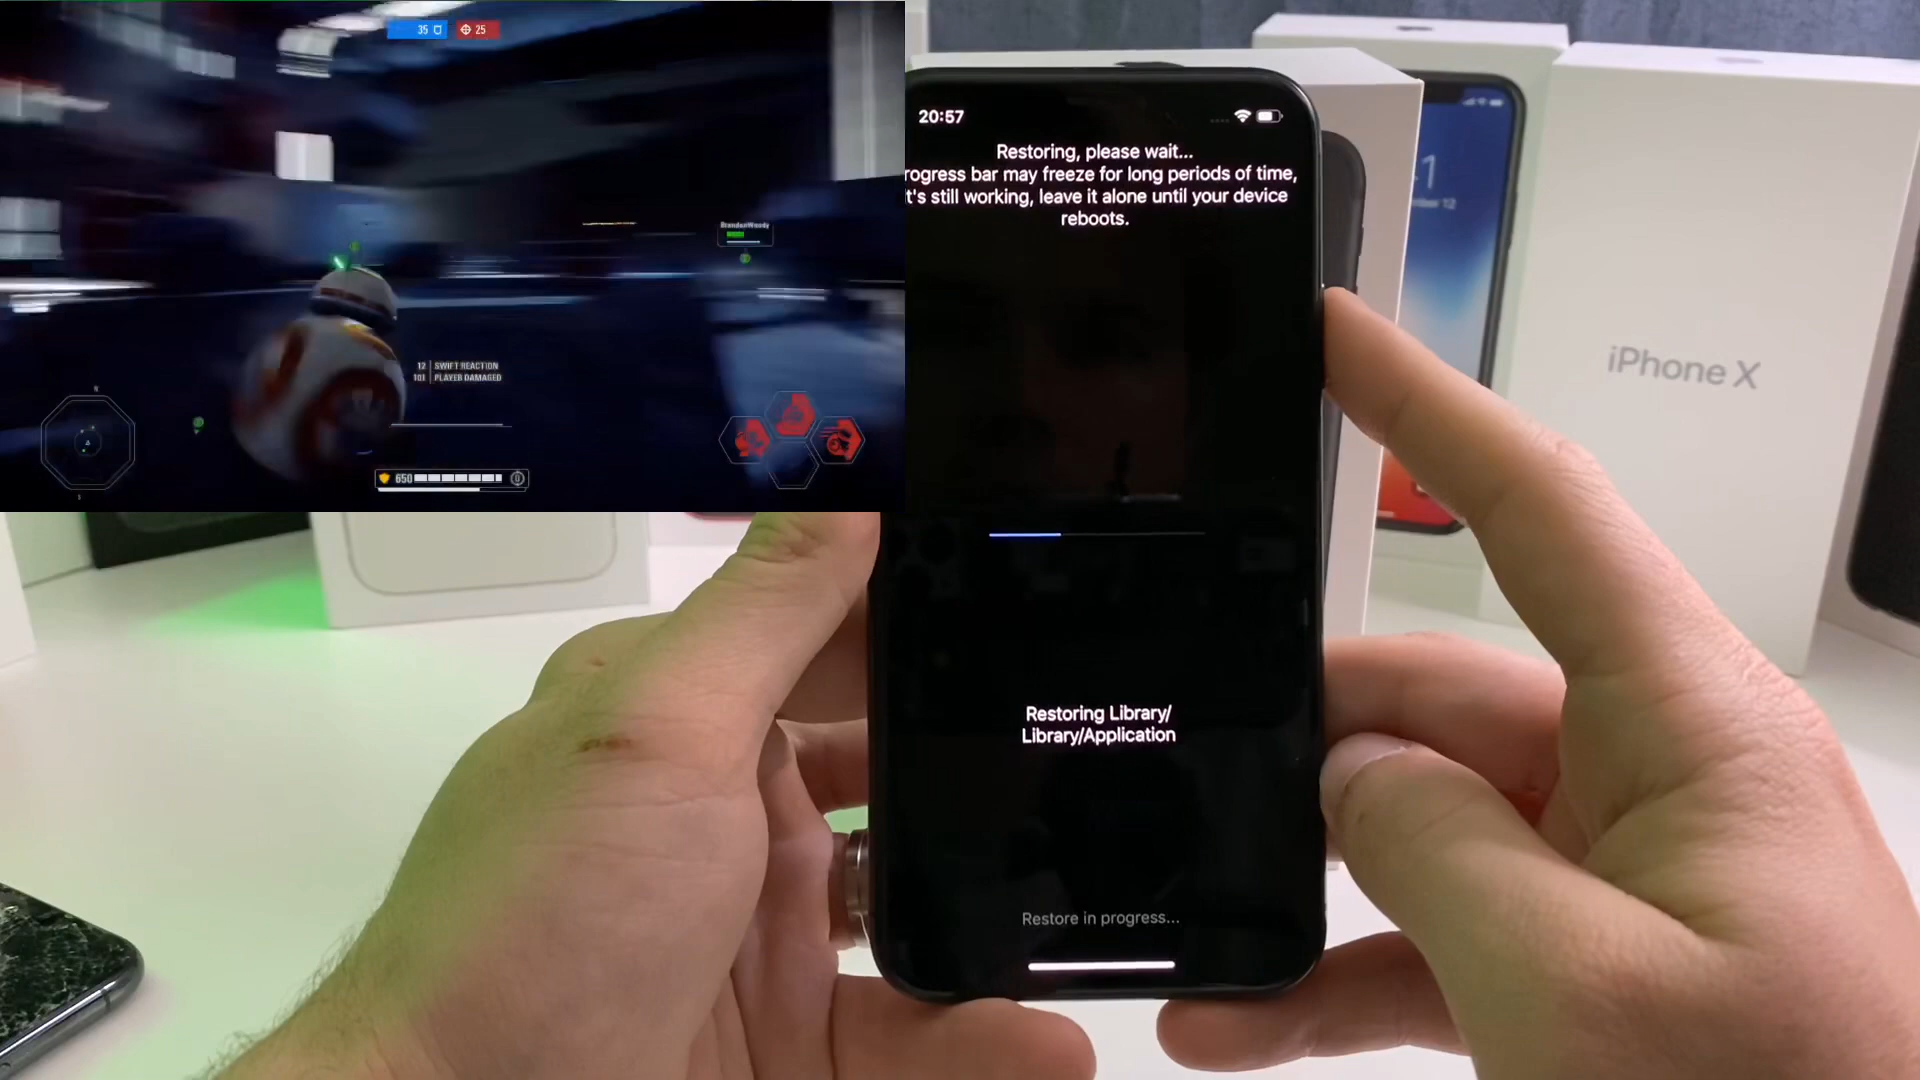 35
25
BrandonWoody
12 SWIFT REACTION
103 PLAYER DAMAGED
650
20:57
Restoring, please wait...
rogress bar may freeze for long periods of time,
t's still working, leave it alone until your device
reboots.
Restoring Library/
Library/Application
Restore in progress...
iPhone X